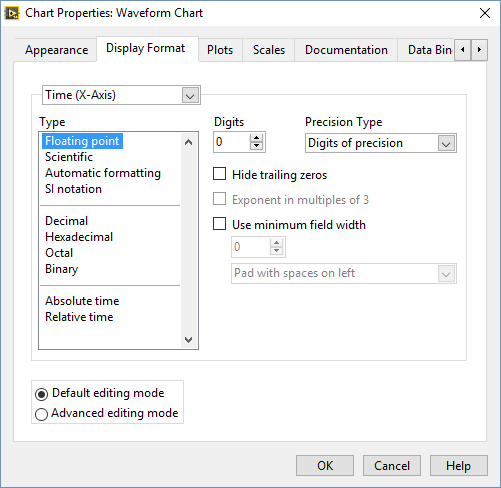 Chart Properties: Waveform Chart
Appearance Display Format Plots Scales Documentation Data Bin
Time (X-Axis)
Type Digits Precision Type
Floating point 0 Digits of precision
Scientific
Automatic formatting Hide trailing zeros
SI notation Exponent in multiples of 3
Decimal Use minimum field width
Hexadecimal 0
Octal
Binary Pad with spaces on left
Absolute time
Relative time
Default editing mode
Advanced editing mode
OK Cancel Help